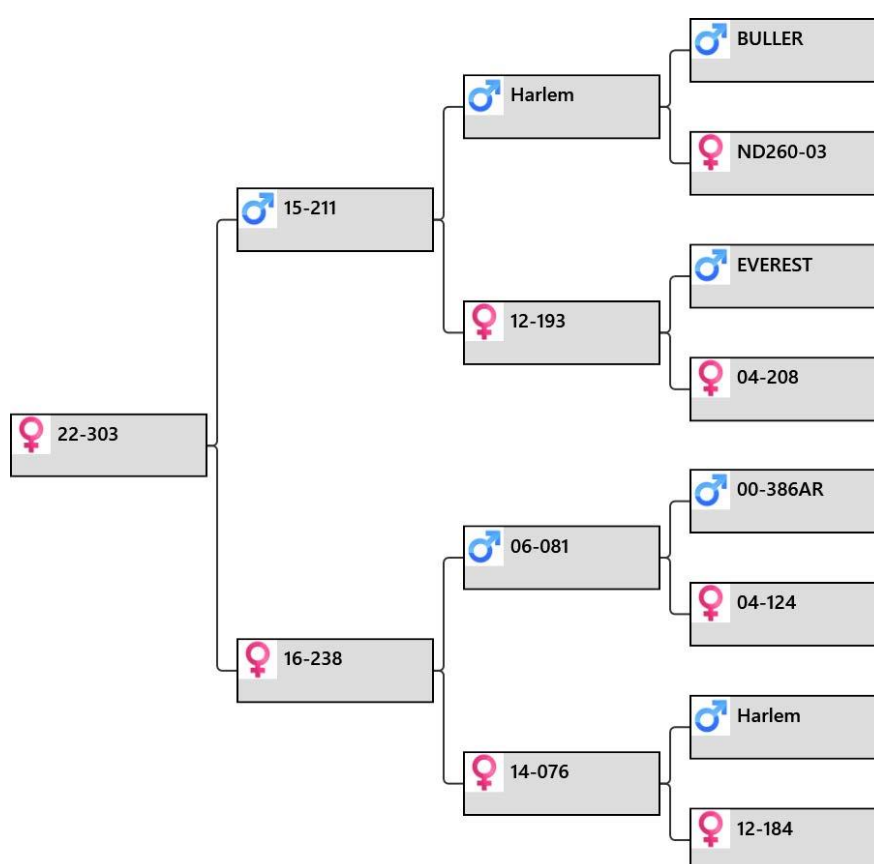 BULLER
Harlem
ND260-03
15-211
EVEREST
12-193
04-208
22-303
00-386AR
06-081
04-124
16-238
Harlem
14-076
12-184